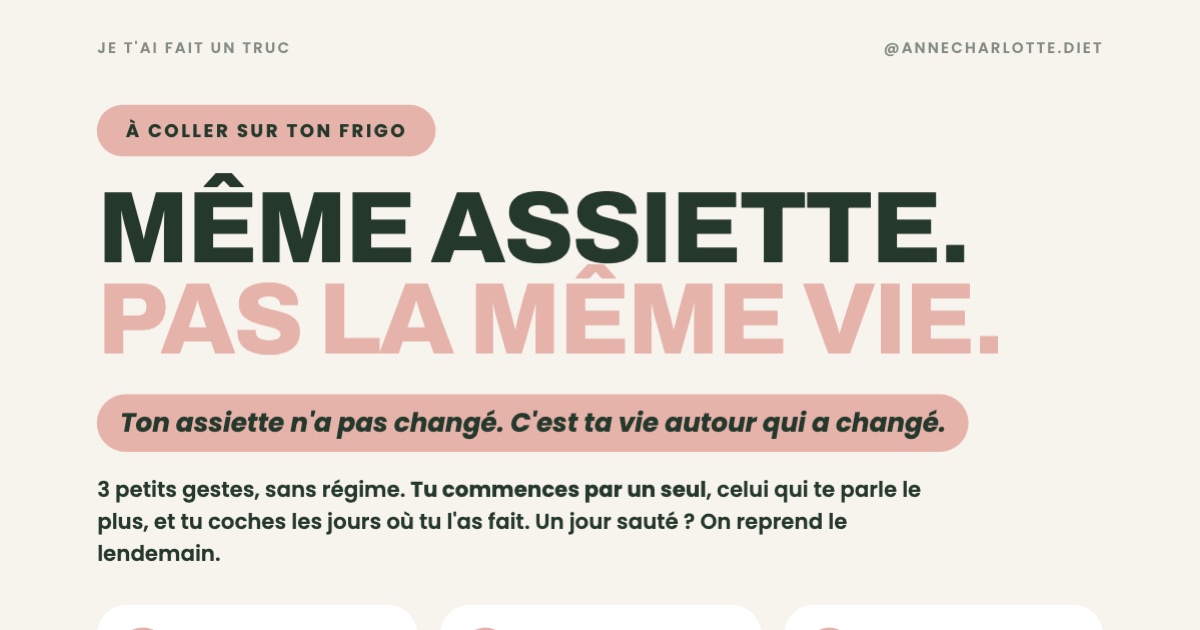 JE T'AI FAIT UN TRUC
@ANNECHARLOTTE.DIET
À COLLER SUR TON FRIGO
MÊME ASSIETTE.
PAS LA MÊME VIE.
Ton assiette n'a pas changé. C'est ta vie autour qui a changé.
3 petits gestes, sans régime. Tu commences par un seul, celui qui te parle le
plus, et tu coches les jours où tu l'as fait. Un jour sauté ? On reprend le
lendemain.